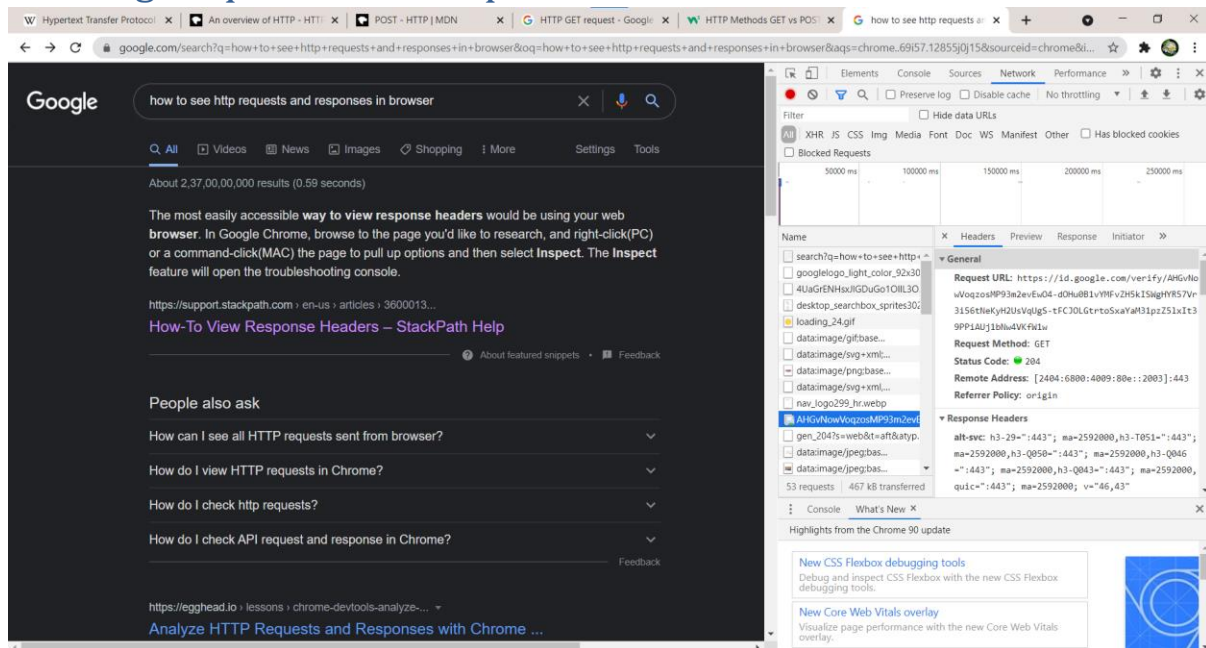 Hypertext Transfer Protocol
An overview of HTTP - HTT
POST - HTTP | MDN
HTTP GET request - Google
HTTP Methods GET vs POS
how to see http requests an
google.com/search?q=how+to+see+http+requests+and+responses+in+browser&oq=how+to+see+http+requests+and+responses+in+browser&aqs=chrome..69i57.12855j0j15&sourceid=chrome&i...
Google
how to see http requests and responses in browser
All Videos News Images Shopping More Settings Tools
About 2,37,00,00,000 results (0.59 seconds)
The most easily accessible way to view response headers would be using your web
browser. In Google Chrome, browse to the page you'd like to research, and right-click(PC)
or a command-click(MAC) the page to pull up options and then select Inspect. The Inspect
feature will open the troubleshooting console.
https://support.stackpath.com › en-us › articles › 3600013...
How-To View Response Headers – StackPath Help
About featured snippets • Feedback
People also ask
How can I see all HTTP requests sent from browser?
How do I view HTTP requests in Chrome?
How do I check http requests?
How do I check API request and response in Chrome?
Feedback
https://egghead.io › lessons › chrome-devtools-analyze-...
Analyze HTTP Requests and Responses with Chrome ...
Elements Console Sources Network Performance »
Preserve log Disable cache No throttling
Filter Hide data URLs
All XHR JS CSS Img Media Font Doc WS Manifest Other Has blocked cookies
Blocked Requests
50000 ms 100000 ms 150000 ms 200000 ms 250000 ms
Name
search?q=how+to+see+http+
googlelogo_light_color_92x30
desktop_searchbox_sprites302
loading_24.gif
data:image/gif;base...
data:image/svg+xml;...
data:image/png;base...
data:image/svg+xml,...
nav_logo299_hr.webp
AHGvNowVoqzosMP93m2evE
gen_204?s=web&t=aft&atyp.
data:image/jpeg;bas...
data:image/jpeg;bas...
53 requests 467 kB transferred
Headers Preview Response Initiator »
General
Request URL: https://id.google.com/verify/AHGvNo
Request Method: GET
Status Code: 204
Remote Address: [2404:6800:4009:80e::2003]:443
Referrer Policy: origin
Response Headers
alt-svc: h3-29=":443"; ma=2592000,h3-T051=":443";
ma=2592000,h3-Q050=":443"; ma=2592000,h3-Q046
=":443"; ma=2592000,h3-Q043=":443"; ma=2592000,
quic=":443"; ma=2592000; v="46,43"
Console What's New
Highlights from the Chrome 90 update
New CSS Flexbox debugging tools
Debug and inspect CSS Flexbox with the new CSS Flexbox
debugging tools.
New Core Web Vitals overlay
Visualize page performance with the new Core Web Vitals
overlay.